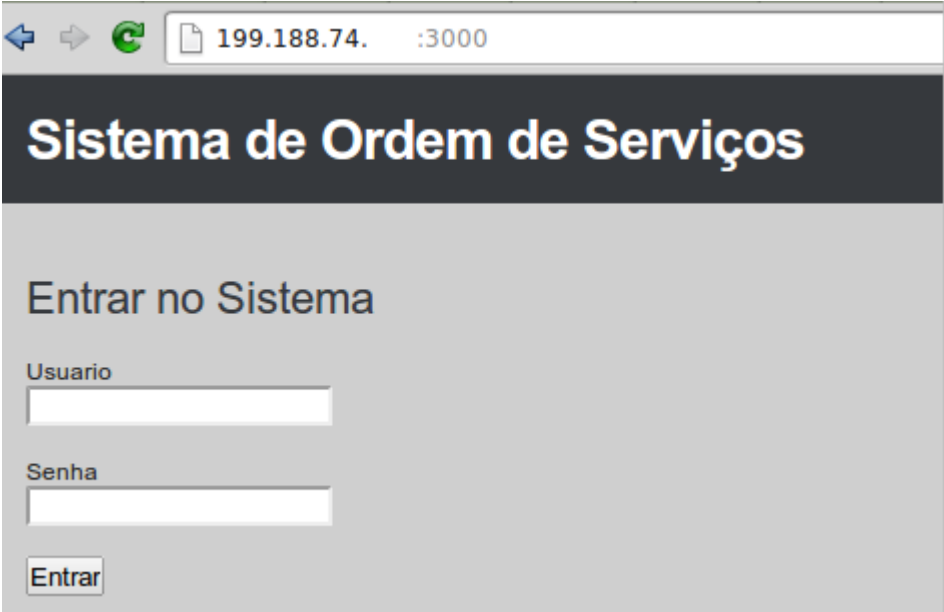 199.188.74. :3000
Sistema de Ordem de Serviços
Entrar no Sistema
Usuario
Senha
Entrar